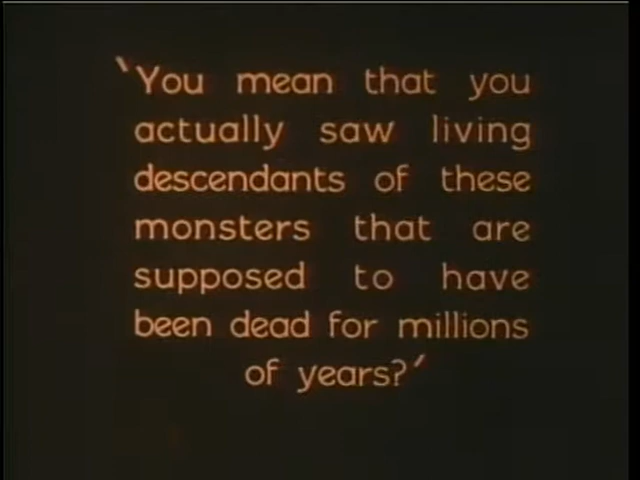 ‘You mean that you
actually saw living
descendants of these
monsters that are
supposed to have
been dead for millions
of years?’